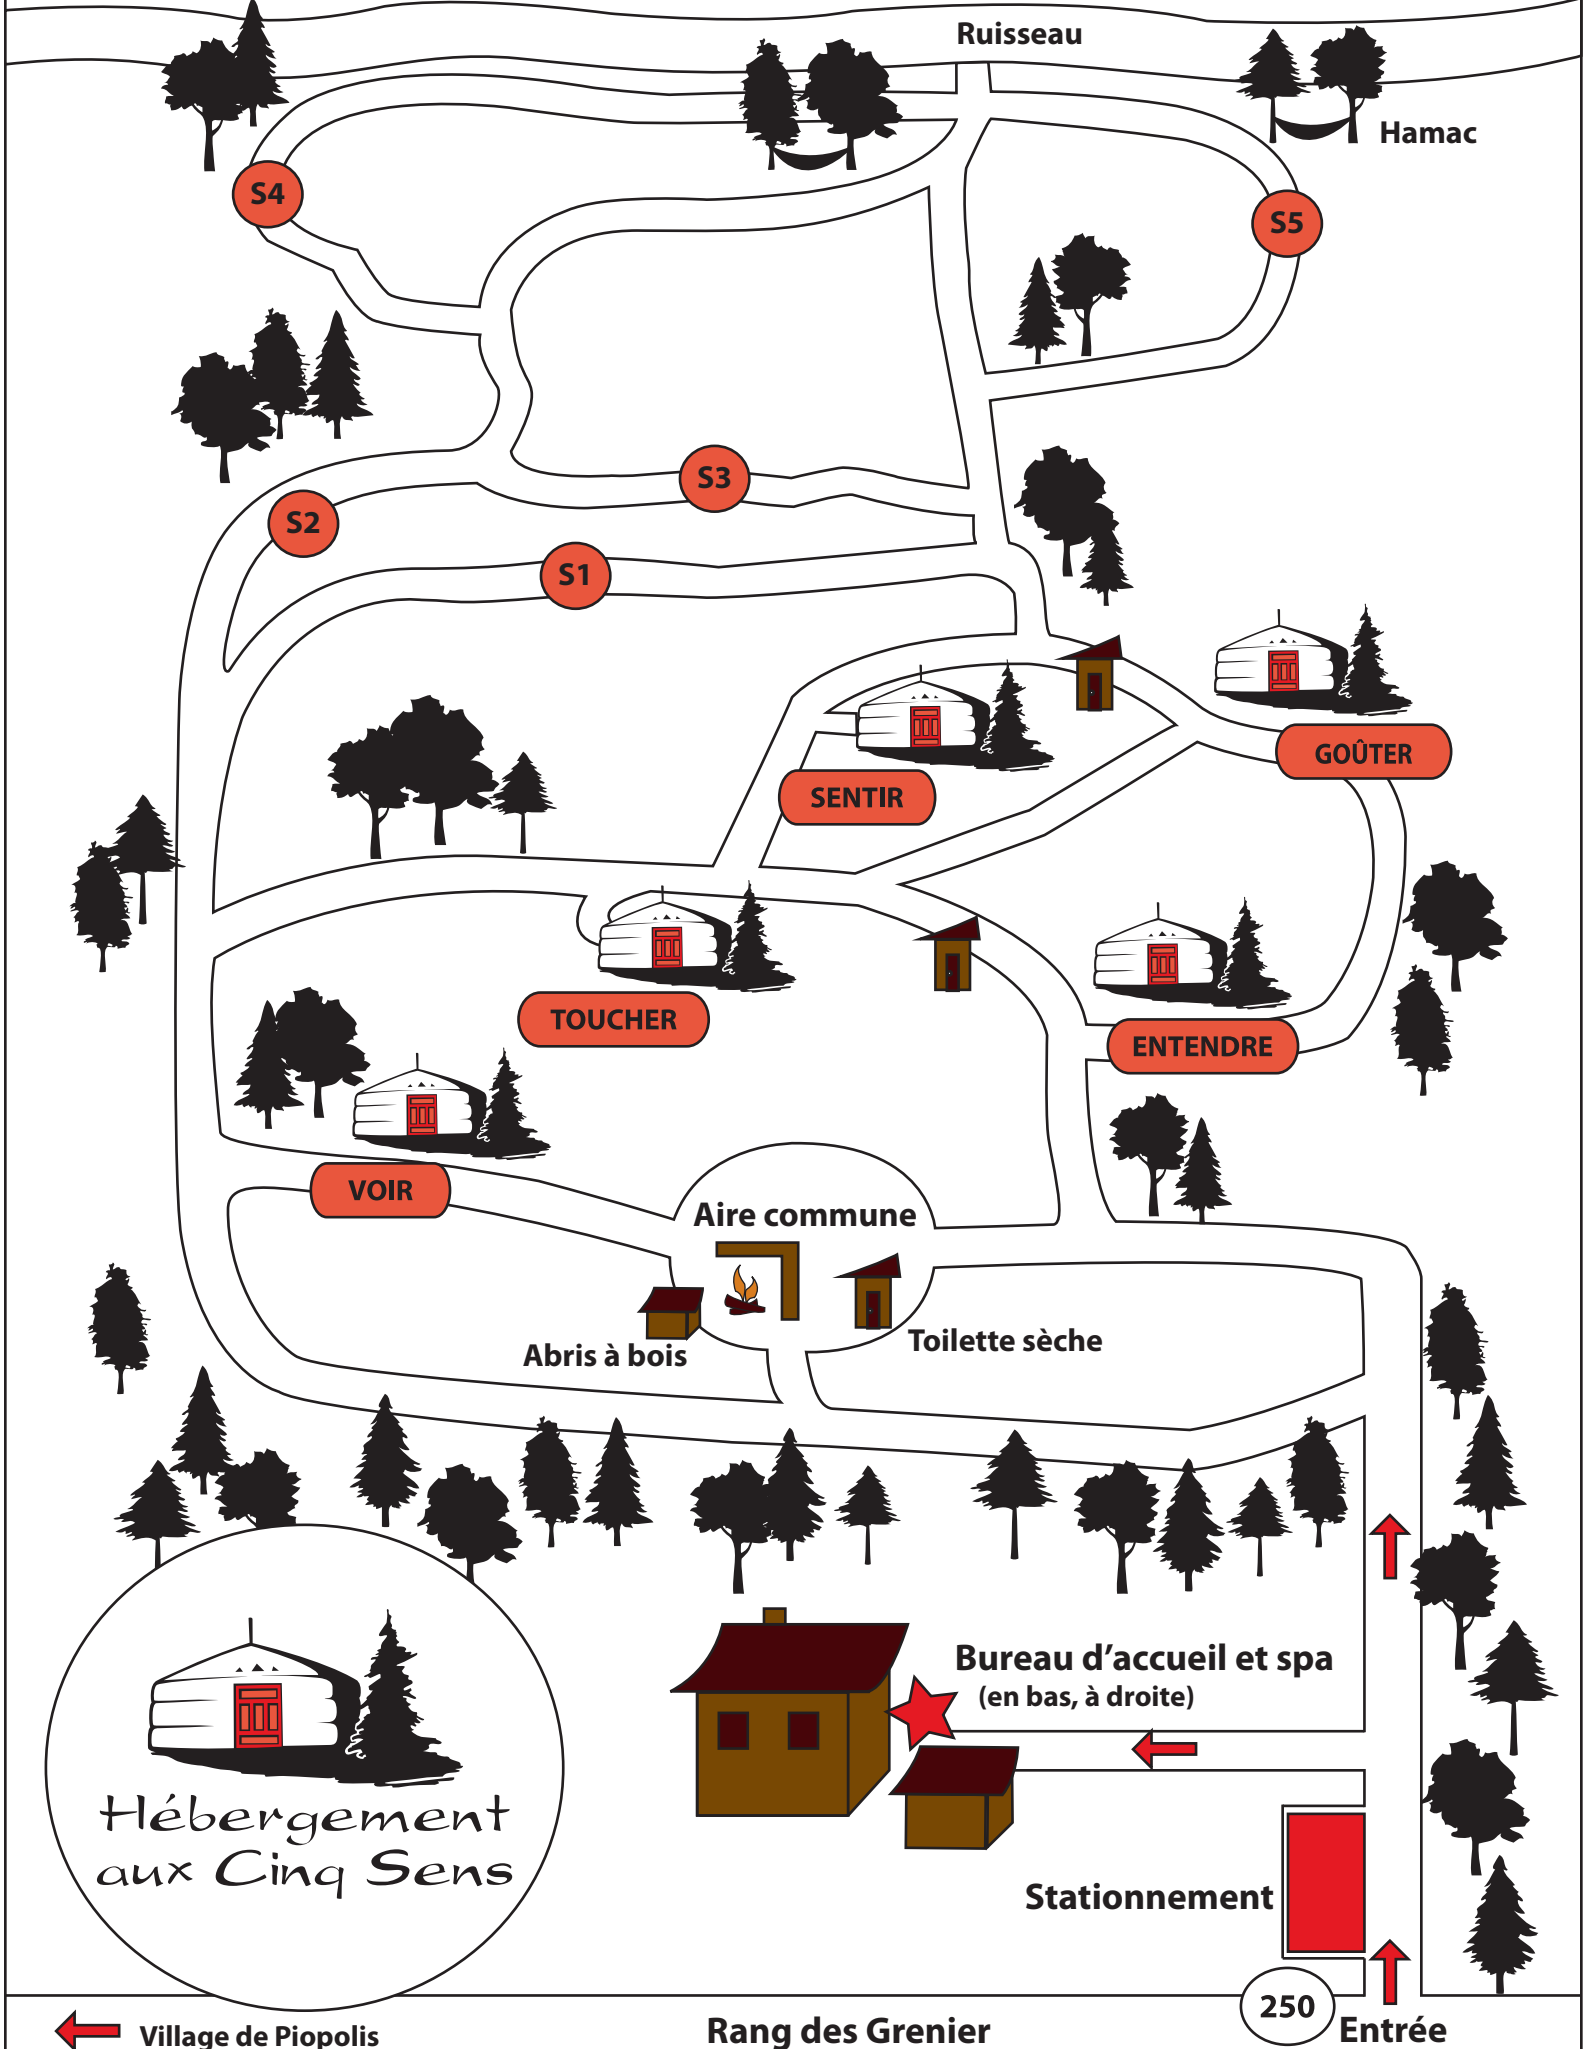 Ruisseau
Hamac
S4
S5
S3
S2
S1
GOÛTER
SENTIR
TOUCHER
ENTENDRE
VOIR
Aire commune
Toilette sèche
Abris à bois
Bureau d’accueil et spa
(en bas, à droite)
Hébergement
aux Cinq Sens
Stationnement
250
Entrée
Rang des Grenier
Village de Piopolis